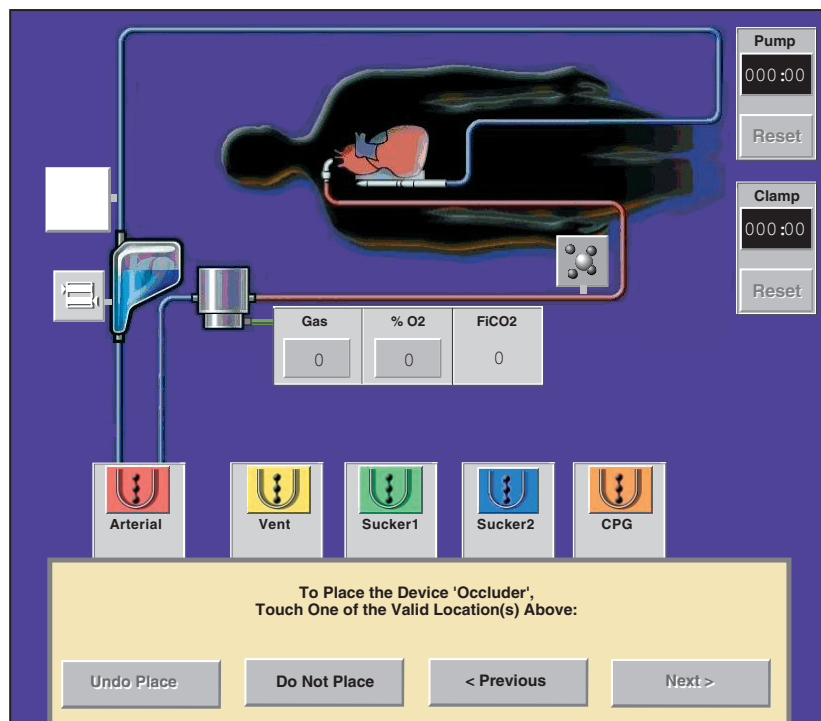 Pump
000:00
Reset
Clamp
000:00
Reset
Gas % O2 FiCO2
0 0 0
Arterial Vent Sucker1 Sucker2 CPG
To Place the Device 'Occluder',
Touch One of the Valid Location(s) Above:
Undo Place Do Not Place < Previous Next >